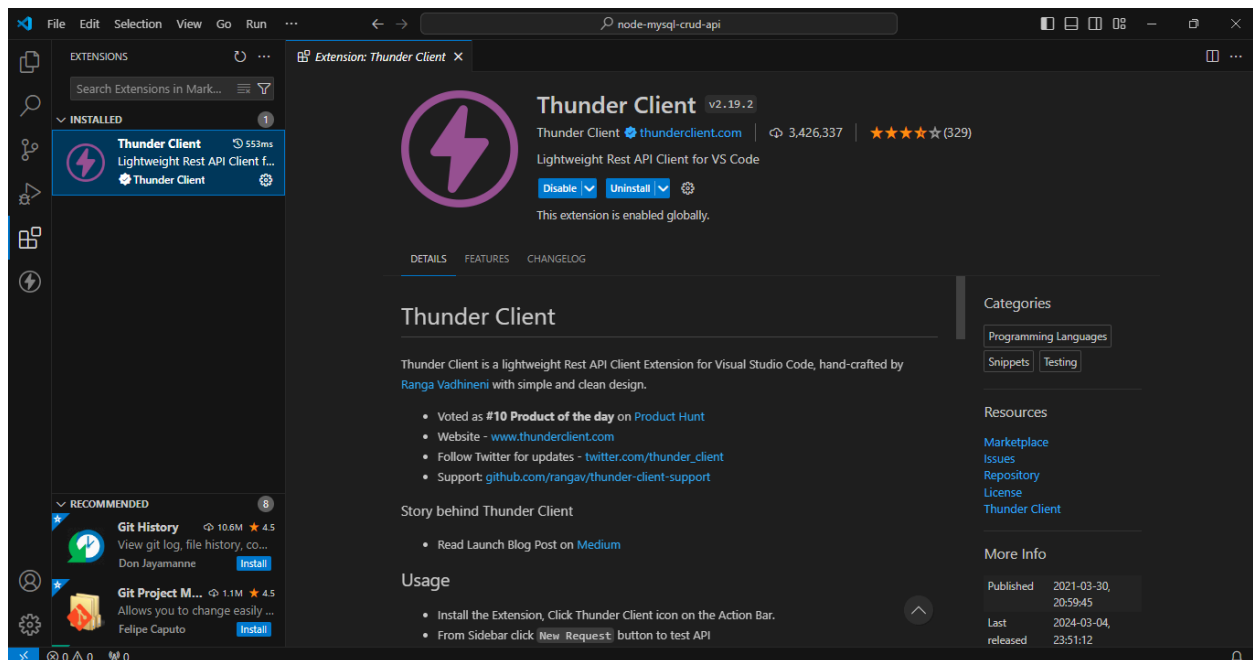 File Edit Selection View Go Run ···
node-mysql-crud-api
EXTENSIONS
Search Extensions in Mark...
INSTALLED
1
Thunder Client 553ms
Lightweight Rest API Client f...
Thunder Client
RECOMMENDED
8
Git History 10.6M ★ 4.5
View git log, file history, co...
Don Jayamanne Install
Git Project M... 1.1M ★ 4.5
Allows you to change easily ...
Felipe Caputo Install
Extension: Thunder Client
Thunder Client v2.19.2
Thunder Client thunderclient.com 3,426,337 (329)
Lightweight Rest API Client for VS Code
Disable Uninstall
This extension is enabled globally.
DETAILS FEATURES CHANGELOG
Thunder Client
Thunder Client is a lightweight Rest API Client Extension for Visual Studio Code, hand-crafted by
Ranga Vadhineni with simple and clean design.
• Voted as #10 Product of the day on Product Hunt
• Website - www.thunderclient.com
• Follow Twitter for updates - twitter.com/thunder_client
• Support: github.com/rangav/thunder-client-support
Story behind Thunder Client
• Read Launch Blog Post on Medium
Usage
• Install the Extension, Click Thunder Client icon on the Action Bar.
• From Sidebar click New Request button to test API
Categories
Programming Languages
Snippets Testing
Resources
Marketplace
Issues
Repository
License
Thunder Client
More Info
Published 2021-03-30,
20:59:45
Last 2024-03-04,
released 23:51:12
0 0 0